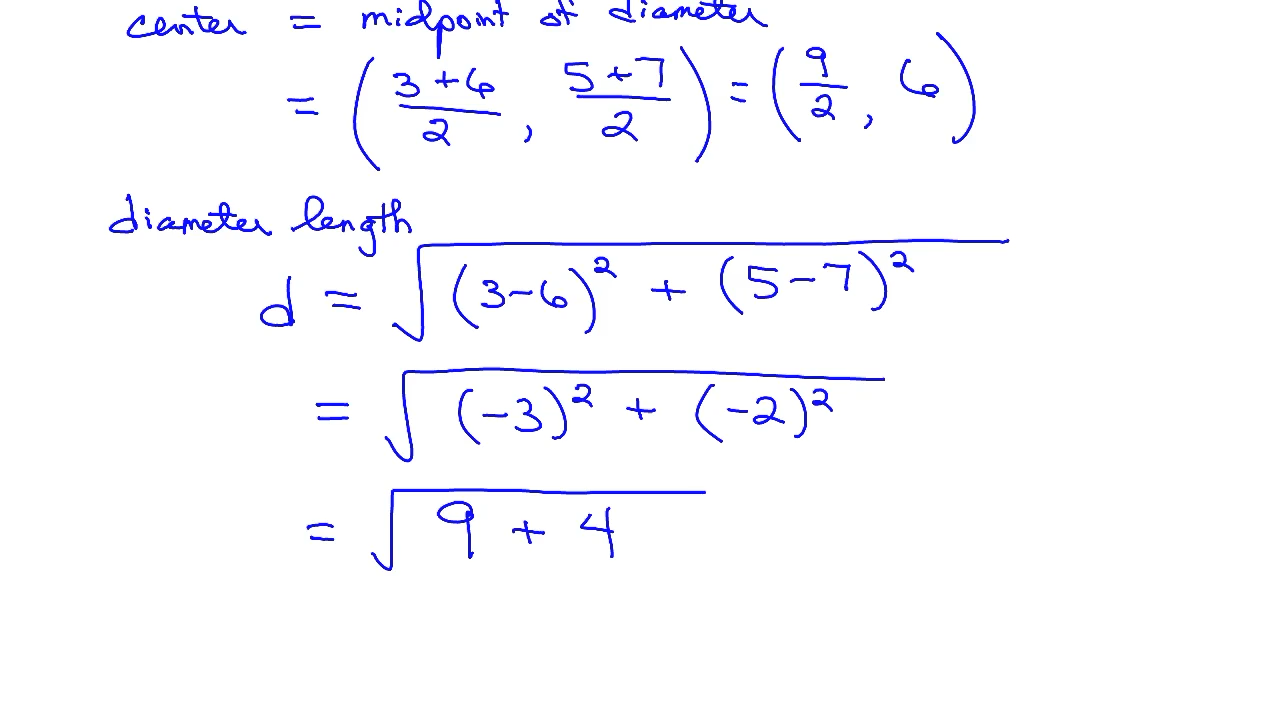 center = midpoint of diameter
= ( (3+6)/2 , (5+7)/2 ) = ( 9/2 , 6 )
diameter length
d = √((3-6)² + (5-7)²)
= √((-3)² + (-2)²)
= √(9 + 4)